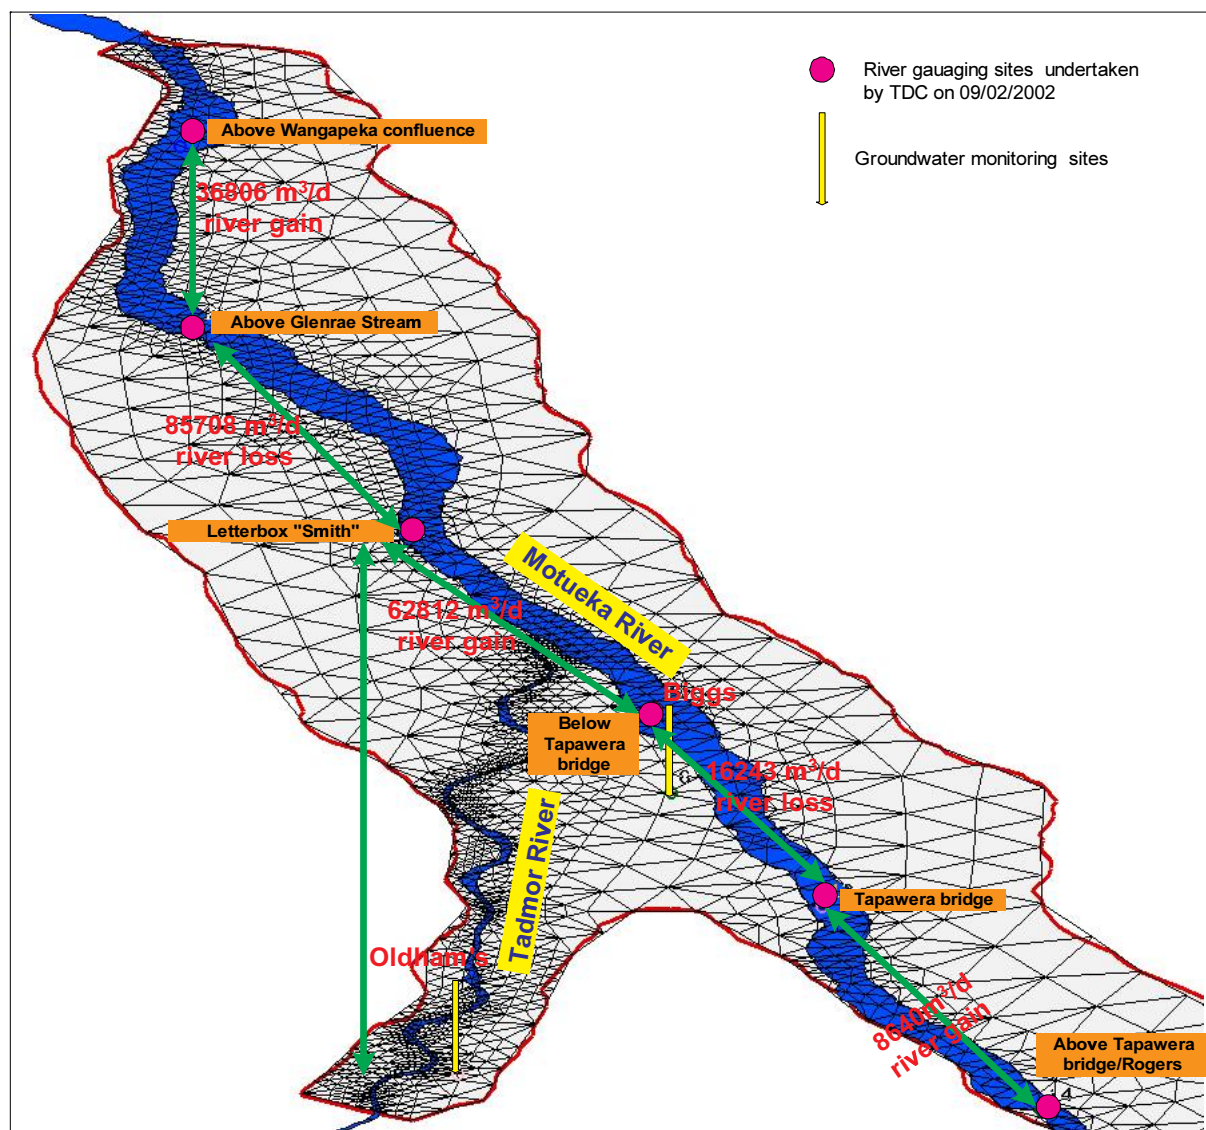 River gauaging sites undertaken
by TDC on 09/02/2002
Groundwater monitoring sites
Above Wangapeka confluence
36806 m³/d
river gain
Above Glenrae Stream
85708 m³/d
river loss
Letterbox "Smith"
Motueka River
62812 m³/d
river gain
Biggs
Below
Tapawera
bridge
16243 m³/d
river loss
Tadmor River
Tapawera bridge
Oldham's
8640m³/d
river gain
Above Tapawera
bridge/Rogers